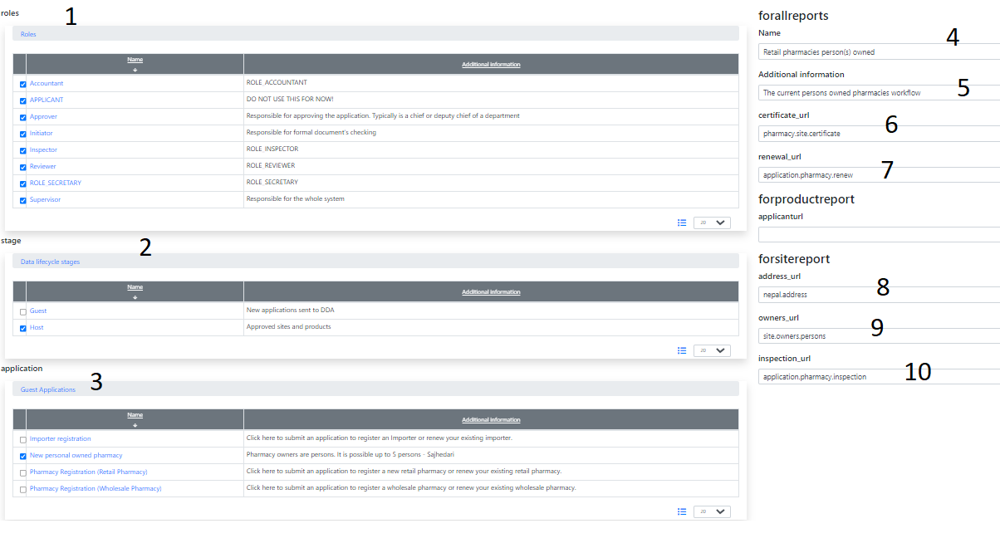 roles
1
Roles
Name
Additional information
Accountant ROLE_ACCOUNTANT
APPLICANT DO NOT USE THIS FOR NOW!
Approver Responsible for approving the application. Typically is a chief or deputy chief of a department
Initiator Responsible for formal document's checking
Inspector ROLE_INSPECTOR
Reviewer ROLE_REVIEWER
ROLE_SECRETARY ROLE_SECRETARY
Supervisor Responsible for the whole system
20
stage
2
Data lifecycle stages
Name
Additional information
Guest New applications sent to DDA
Host Approved sites and products
20
application
3
Guest Applications
Name
Additional information
Importer registration Click here to submit an application to register an Importer or renew your existing importer.
New personal owned pharmacy Pharmacy owners are persons. It is possible up to 5 persons - Sajhedari
Pharmacy Registration (Retail Pharmacy) Click here to submit an application to register a new retail pharmacy or renew your existing retail pharmacy.
Pharmacy Registration (Wholesale Pharmacy) Click here to submit an application to register a wholesale pharmacy or renew your existing wholesale pharmacy.
20
forallreports
Name
4
Retail pharmacies person(s) owned
Additional information
5
The current persons owned pharmacies workflow
certificate_url
6
pharmacy.site.certificate
renewal_url
7
application.pharmacy.renew
forproductreport
applicanturl
forsitereport
address_url
8
nepal.address
owners_url
9
site.owners.persons
inspection_url
10
application.pharmacy.inspection